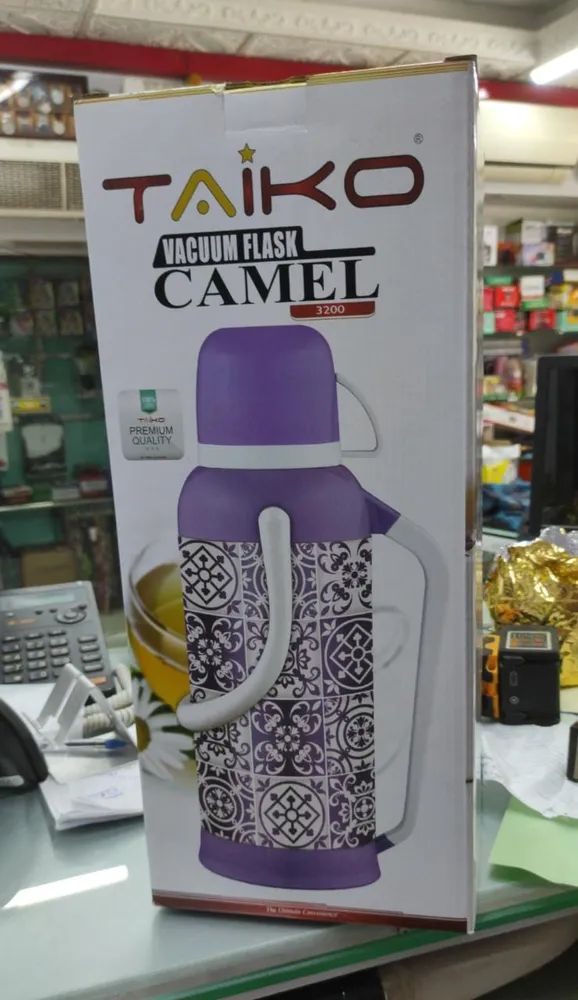 TAiKO ®
VACUUM FLASK
CAMEL
3200
TAiKO
PREMIUM
QUALITY
The Ultimate Convenience